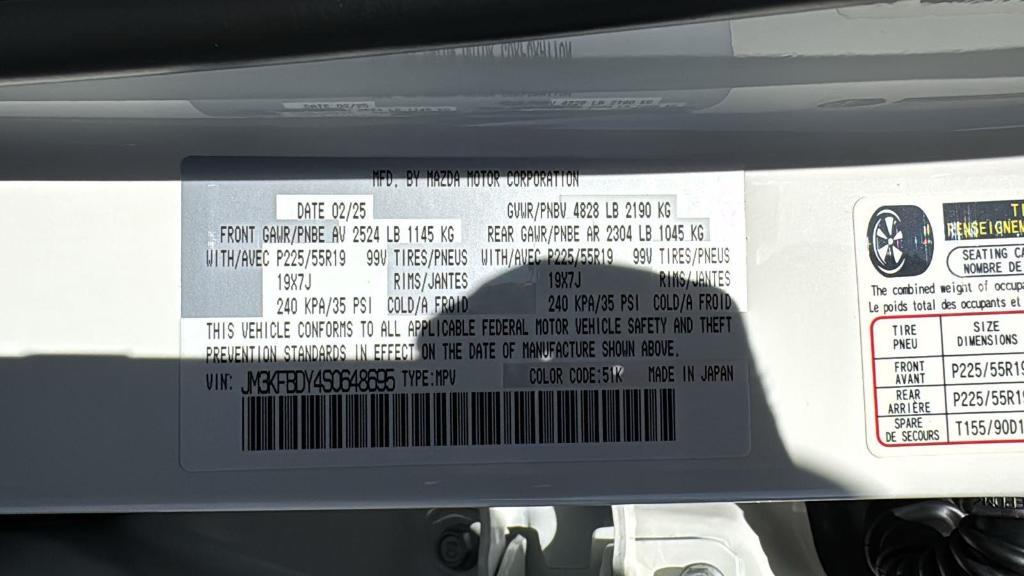 MFD. BY MAZDA MOTOR CORPORATION
DATE 02/25
GVWR/PNBV 4828 LB 2190 KG
FRONT GAWR/PNBE AV 2524 LB 1145 KG
REAR GAWR/PNBE AR 2304 LB 1045 KG
WITH/AVEC P225/55R19 99V TIRES/PNEUS
WITH/AVEC P225/55R19 99V TIRES/PNEUS
19X7J RIMS/JANTES
19X7J RIMS/JANTES
240 KPA/35 PSI COLD/A FROID
240 KPA/35 PSI COLD/A FROID
THIS VEHICLE CONFORMS TO ALL APPLICABLE FEDERAL MOTOR VEHICLE SAFETY AND THEFT
PREVENTION STANDARDS IN EFFECT ON THE DATE OF MANUFACTURE SHOWN ABOVE.
VIN: JM3KFBDY4S0648695 TYPE:MPV COLOR CODE:51K MADE IN JAPAN
TI
RENSEIGNEM
SEATING CA
NOMBRE DE
The combined weight of occupa
Le poids total des occupants et
TIRE PNEU
SIZE DIMENSIONS
FRONT AVANT P225/55R19
REAR ARRIÈRE P225/55R19
SPARE DE SECOURS T155/90D1